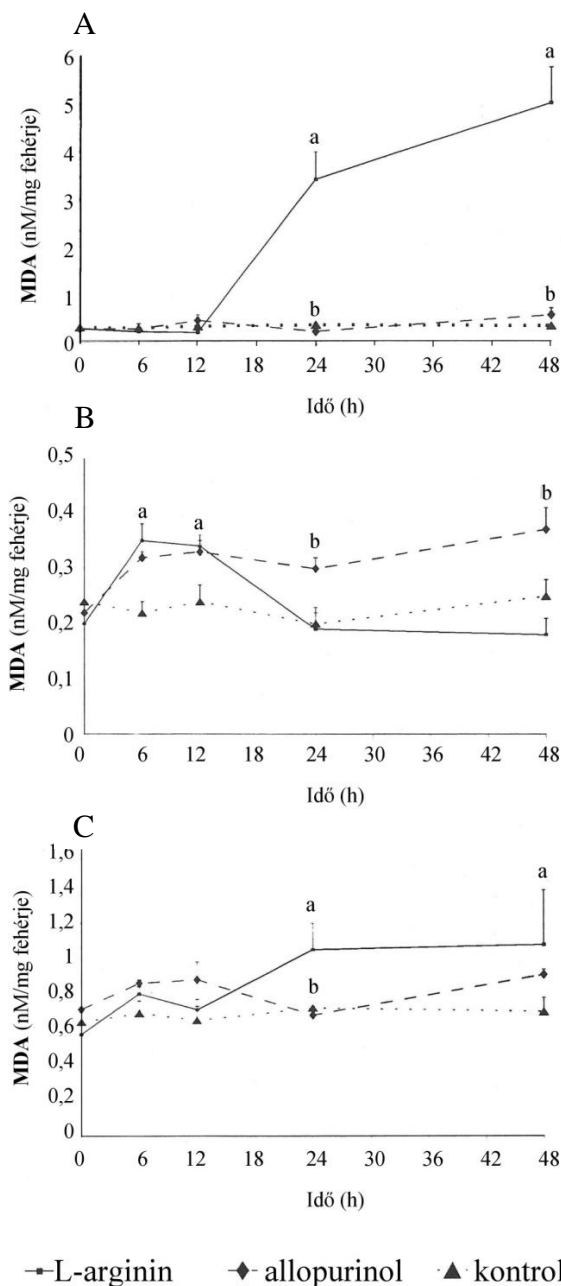 A
MDA (nM/mg fehérje)
6
5
4
3
2
1
0
a
a
b
b
0 6 12 18 24 30 36 42 48
Idő (h)
B
MDA (nM/mg fehérje)
0,5
0,4
0,3
0,2
0,1
0
a
a
b
b
0 6 12 18 24 30 36 42 48
Idő (h)
C
MDA (nM/mg fehérje)
1,6
1,4
1,2
1
0,8
0,6
0,4
0,2
0
a
a
b
0 6 12 18 24 30 36 42 48
Idő (h)
L-arginin allopurinol kontrol